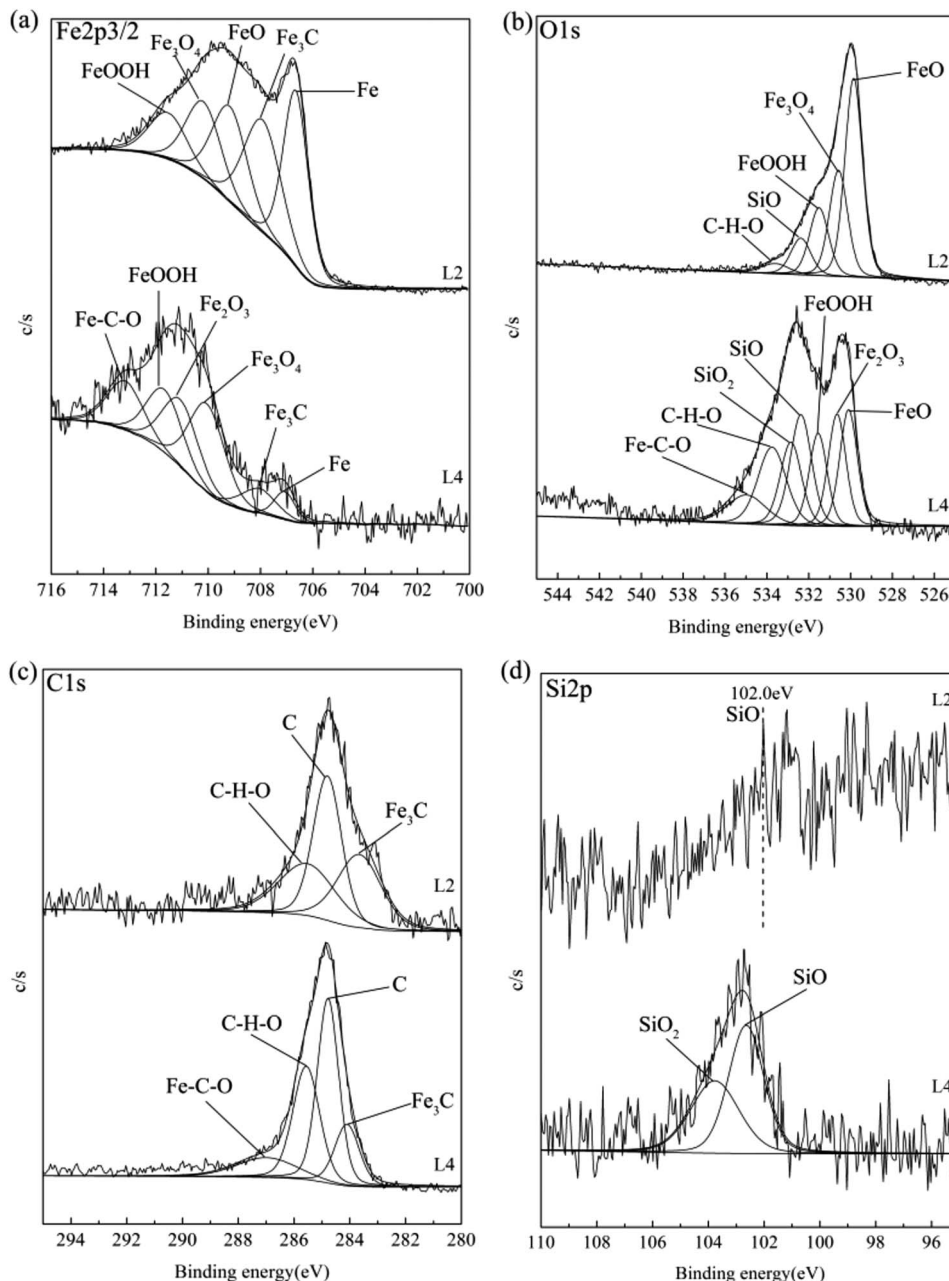 (a)
Fe2p3/2
Fe₃O₄
FeO
Fe₃C
FeOOH
Fe
L2
FeOOH
Fe₂O₃
Fe-C-O
Fe₃O₄
Fe₃C
Fe
L4
c/s
716 714 712 710 708 706 704 702 700
Binding energy(eV)
(b)
O1s
FeO
Fe₃O₄
FeOOH
SiO
C-H-O
L2
FeOOH
Fe₂O₃
SiO
SiO₂
FeO
C-H-O
Fe-C-O
L4
c/s
544 542 540 538 536 534 532 530 528 526
Binding energy(eV)
(c)
C1s
C
C-H-O
Fe₃C
L2
C
C-H-O
Fe-C-O
Fe₃C
L4
c/s
294 292 290 288 286 284 282 280
Binding energy(eV)
(d)
Si2p
102.0eV
SiO
L2
SiO
SiO₂
L4
c/s
110 108 106 104 102 100 98 96
Binding energy(eV)